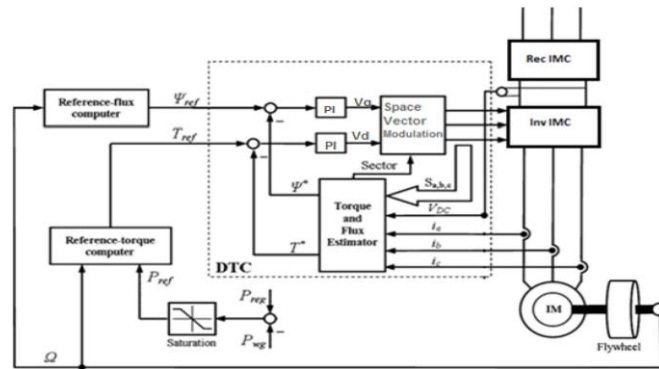 Rec IMC
Reference-flux
computer
Ψref
PI
Vq
Space
Vector
Modulation
Inv IMC
Tref
PI
Vd
Sector
Sa,b,c
Ψ*
Torque
and
Flux
Estimator
VDC
ia
Reference-torque
computer
T*
ib
DTC
ic
Pref
Preg
IM
Saturation
Pwg
Flywheel
Ω